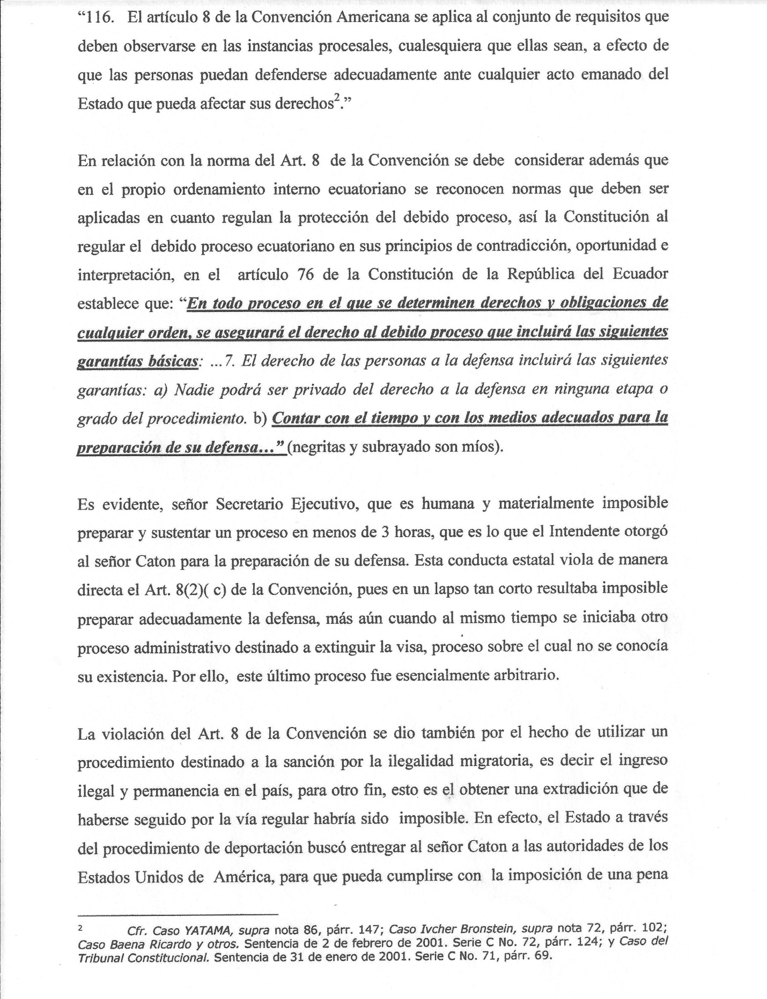 “116. El artículo 8 de la Convención Americana se aplica al conjunto de requisitos que
deben observarse en las instancias procesales, cualesquiera que ellas sean, a efecto de
que las personas puedan defenderse adecuadamente ante cualquier acto emanado del
Estado que pueda afectar sus derechos².”
En relación con la norma del Art. 8 de la Convención se debe considerar además que
en el propio ordenamiento interno ecuatoriano se reconocen normas que deben ser
aplicadas en cuanto regulan la protección del debido proceso, así la Constitución al
regular el debido proceso ecuatoriano en sus principios de contradicción, oportunidad e
interpretación, en el artículo 76 de la Constitución de la República del Ecuador
establece que: “En todo proceso en el que se determinen derechos y obligaciones de
cualquier orden, se asegurará el derecho al debido proceso que incluirá las siguientes
garantías básicas: ...7. El derecho de las personas a la defensa incluirá las siguientes
garantías: a) Nadie podrá ser privado del derecho a la defensa en ninguna etapa o
grado del procedimiento. b) Contar con el tiempo y con los medios adecuados para la
preparación de su defensa...” (negritas y subrayado son míos).
Es evidente, señor Secretario Ejecutivo, que es humana y materialmente imposible
preparar y sustentar un proceso en menos de 3 horas, que es lo que el Intendente otorgó
al señor Caton para la preparación de su defensa. Esta conducta estatal viola de manera
directa el Art. 8(2)( c) de la Convención, pues en un lapso tan corto resultaba imposible
preparar adecuadamente la defensa, más aún cuando al mismo tiempo se iniciaba otro
proceso administrativo destinado a extinguir la visa, proceso sobre el cual no se conocía
su existencia. Por ello, este último proceso fue esencialmente arbitrario.
La violación del Art. 8 de la Convención se dio también por el hecho de utilizar un
procedimiento destinado a la sanción por la ilegalidad migratoria, es decir el ingreso
ilegal y permanencia en el país, para otro fin, esto es el obtener una extradición que de
haberse seguido por la vía regular habría sido imposible. En efecto, el Estado a través
del procedimiento de deportación buscó entregar al señor Caton a las autoridades de los
Estados Unidos de América, para que pueda cumplirse con la imposición de una pena
2 Cfr. Caso YATAMA, supra nota 86, párr. 147; Caso Ivcher Bronstein, supra nota 72, párr. 102;
Caso Baena Ricardo y otros. Sentencia de 2 de febrero de 2001. Serie C No. 72, párr. 124; y Caso del
Tribunal Constitucional. Sentencia de 31 de enero de 2001. Serie C No. 71, párr. 69.